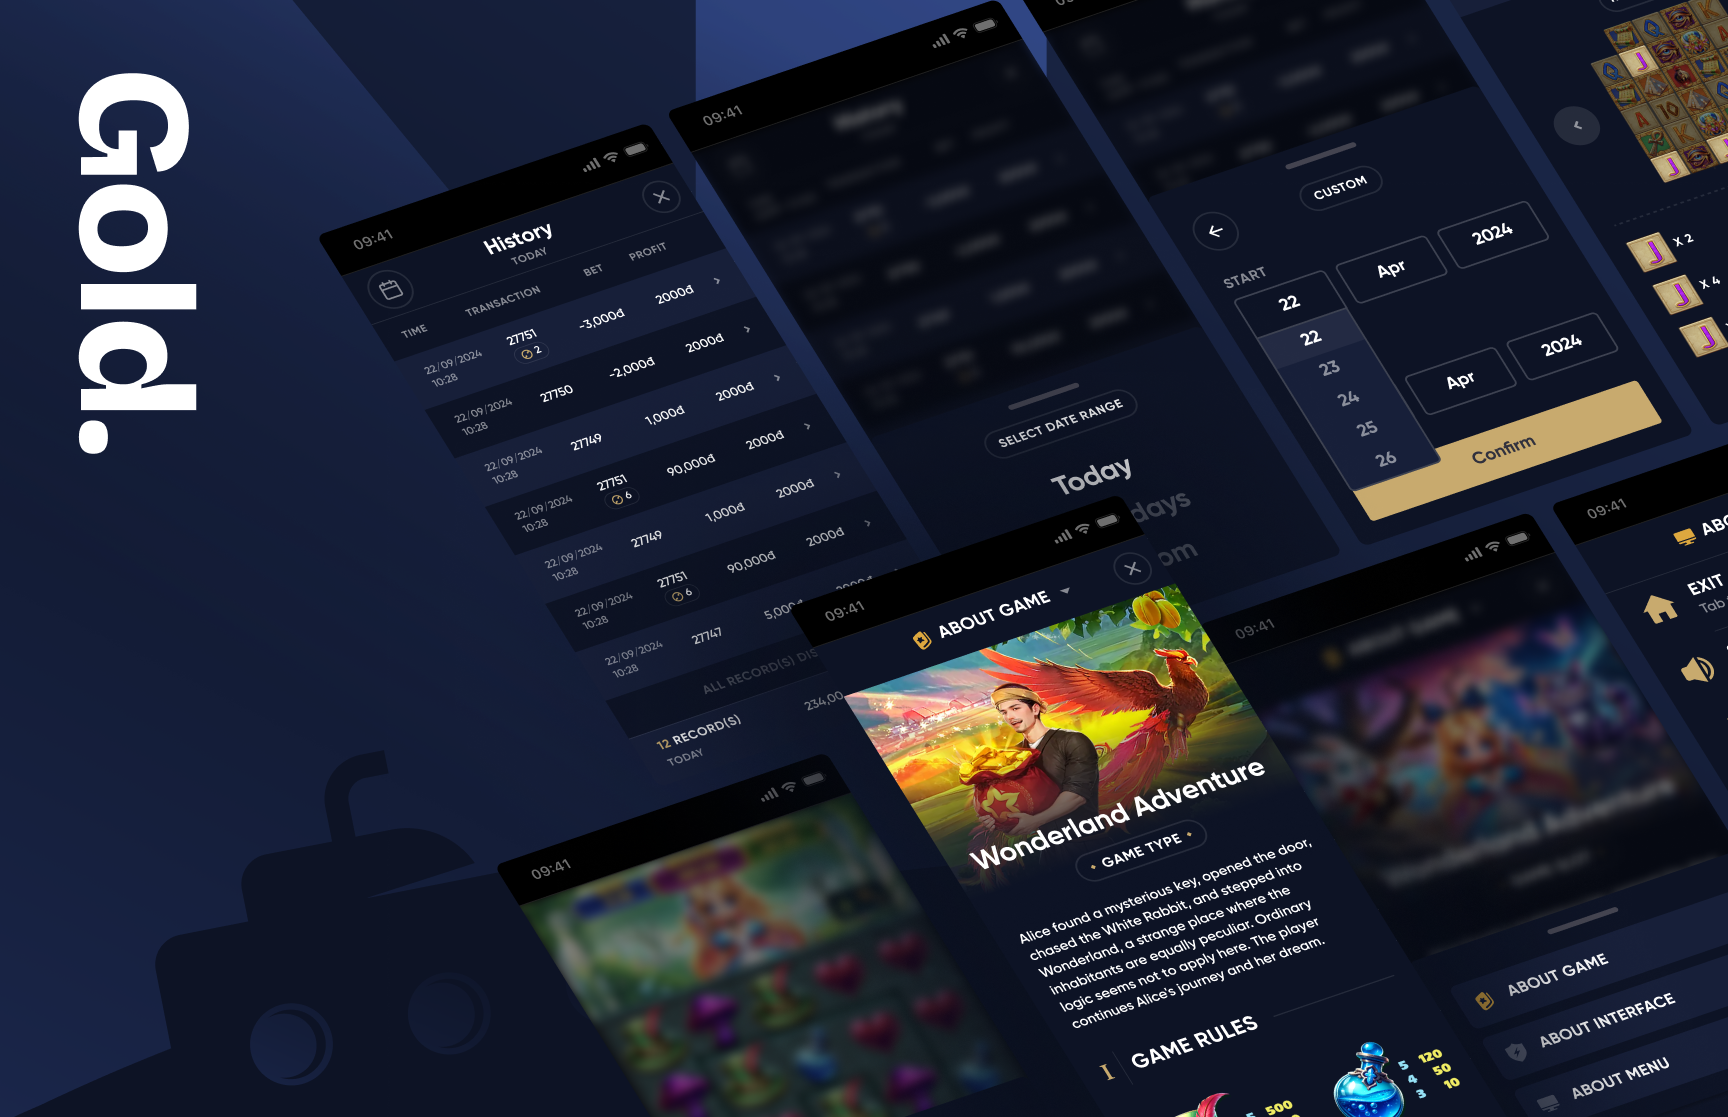 Gold.
09:41
History
TODAY
TIME TRANSACTION BET PROFIT
22/09/2024 10:28 27751 2 -3,000đ 2000đ
22/09/2024 10:28 27750 -2,000đ 2000đ
22/09/2024 10:28 27749 1,000đ 2000đ
22/09/2024 10:28 27751 6 90,000đ 2000đ
22/09/2024 10:28 27749 1,000đ 2000đ
22/09/2024 10:28 27751 6 90,000đ 2000đ
22/09/2024 10:28 27747 5,000đ
ALL RECORD(S) DIS
12 RECORD(S) 234,00
TODAY
09:41
History
SELECT DATE RANGE
Today
days
om
CUSTOM
START
22 Apr 2024
22
23
24
25
26
Apr 2024
Confirm
J
J
J
J X 2
J X 4
J
A 10 K
09:41
ABOUT GAME
Wonderland Adventure
GAME TYPE
Alice found a mysterious key, opened the door,
chased the White Rabbit, and stepped into
Wonderland, a strange place where the
inhabitants are equally peculiar. Ordinary
logic seems not to apply here. The player
continues Alice's journey and her dream.
I GAME RULES
5 500
5 120
4 50
3 10
09:41
09:41
ABOUT GAME
Wonderland Adventure
ABOUT GAME
ABOUT INTERFACE
ABOUT MENU
09:41
ABO
EXIT
Tab